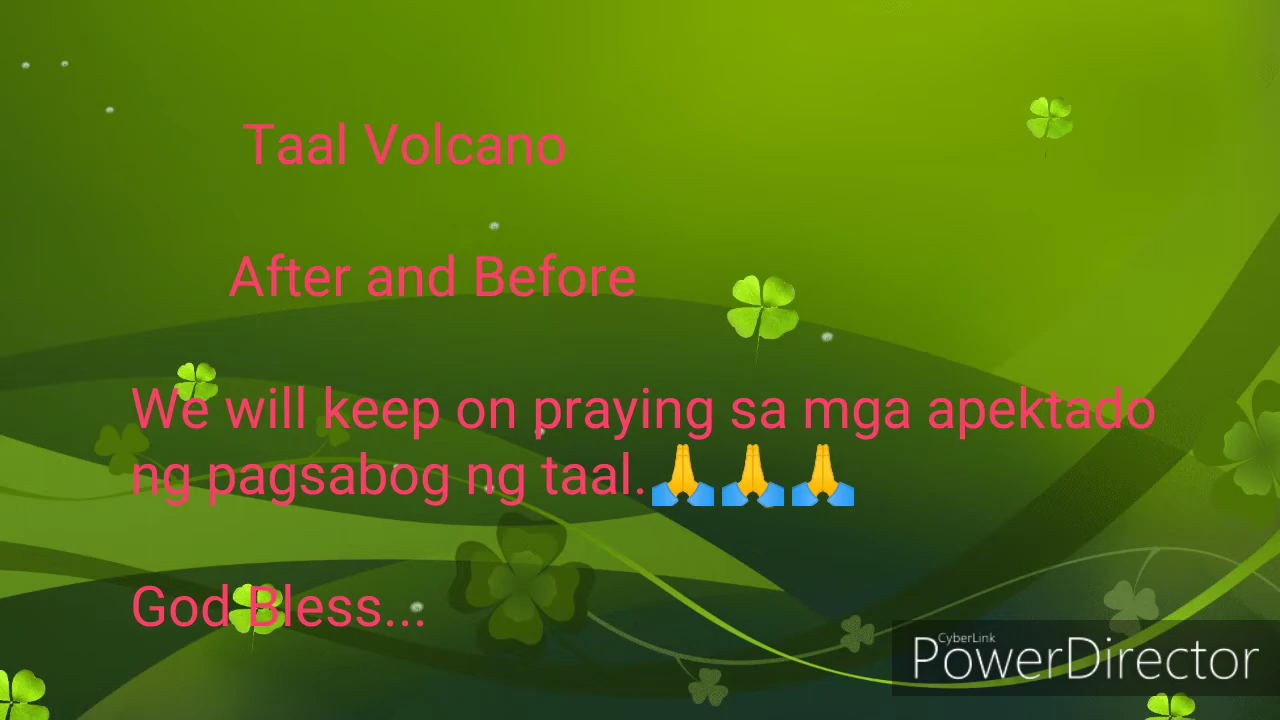 Taal Volcano
After and Before
We will keep on praying sa mga apektado
ng pagsabog ng taal.🙏🙏🙏
God Bless...
CyberLink
PowerDirector